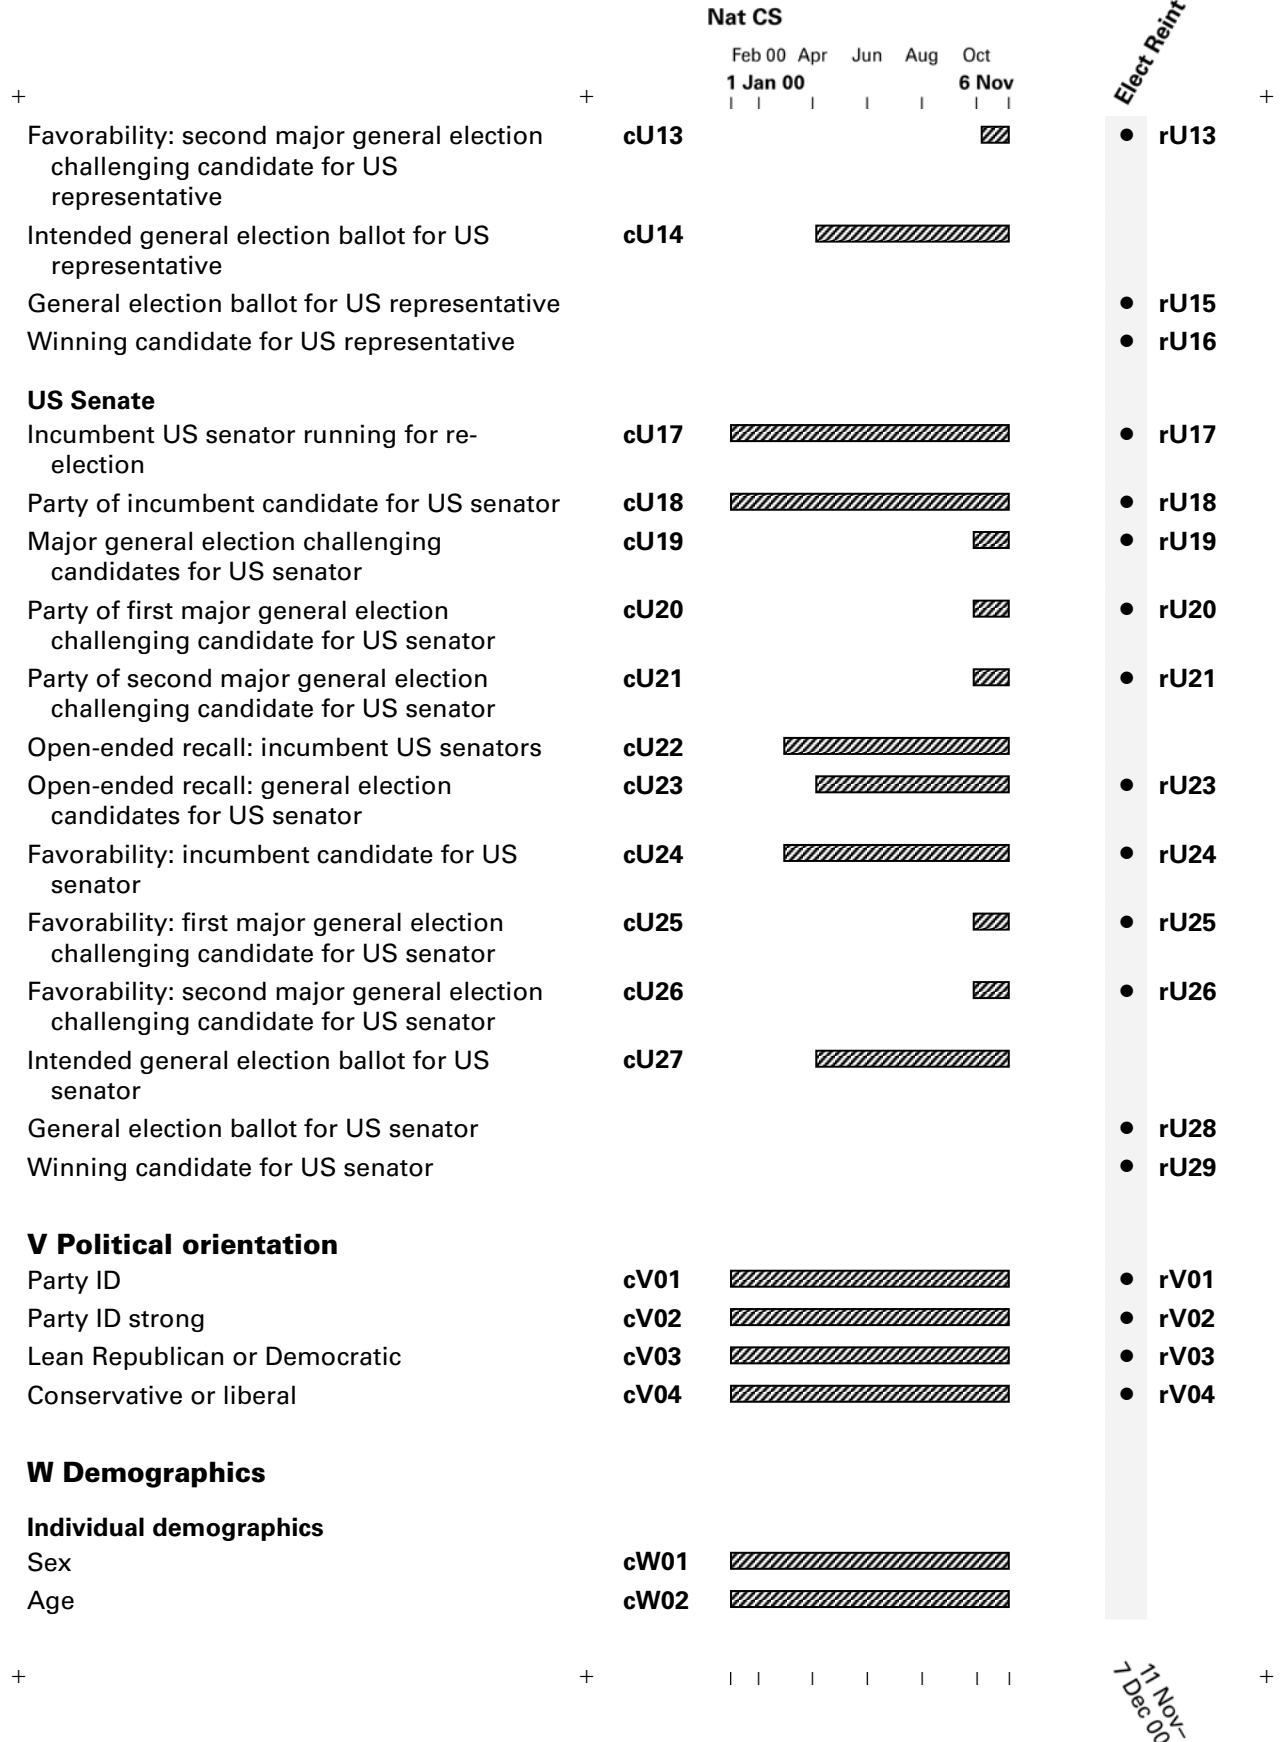 Nat CS
Elect Reint
Feb 00 Apr Jun Aug Oct
1 Jan 00 6 Nov
Favorability: second major general election cU13 rU13
challenging candidate for US
representative
Intended general election ballot for US cU14
representative
General election ballot for US representative rU15
Winning candidate for US representative rU16
US Senate
Incumbent US senator running for re- cU17 rU17
election
Party of incumbent candidate for US senator cU18 rU18
Major general election challenging cU19 rU19
candidates for US senator
Party of first major general election cU20 rU20
challenging candidate for US senator
Party of second major general election cU21 rU21
challenging candidate for US senator
Open-ended recall: incumbent US senators cU22
Open-ended recall: general election cU23 rU23
candidates for US senator
Favorability: incumbent candidate for US cU24 rU24
senator
Favorability: first major general election cU25 rU25
challenging candidate for US senator
Favorability: second major general election cU26 rU26
challenging candidate for US senator
Intended general election ballot for US cU27
senator
General election ballot for US senator rU28
Winning candidate for US senator rU29
V Political orientation
Party ID cV01 rV01
Party ID strong cV02 rV02
Lean Republican or Democratic cV03 rV03
Conservative or liberal cV04 rV04
W Demographics
Individual demographics
Sex cW01
Age cW02
11 Nov–
7 Dec 00